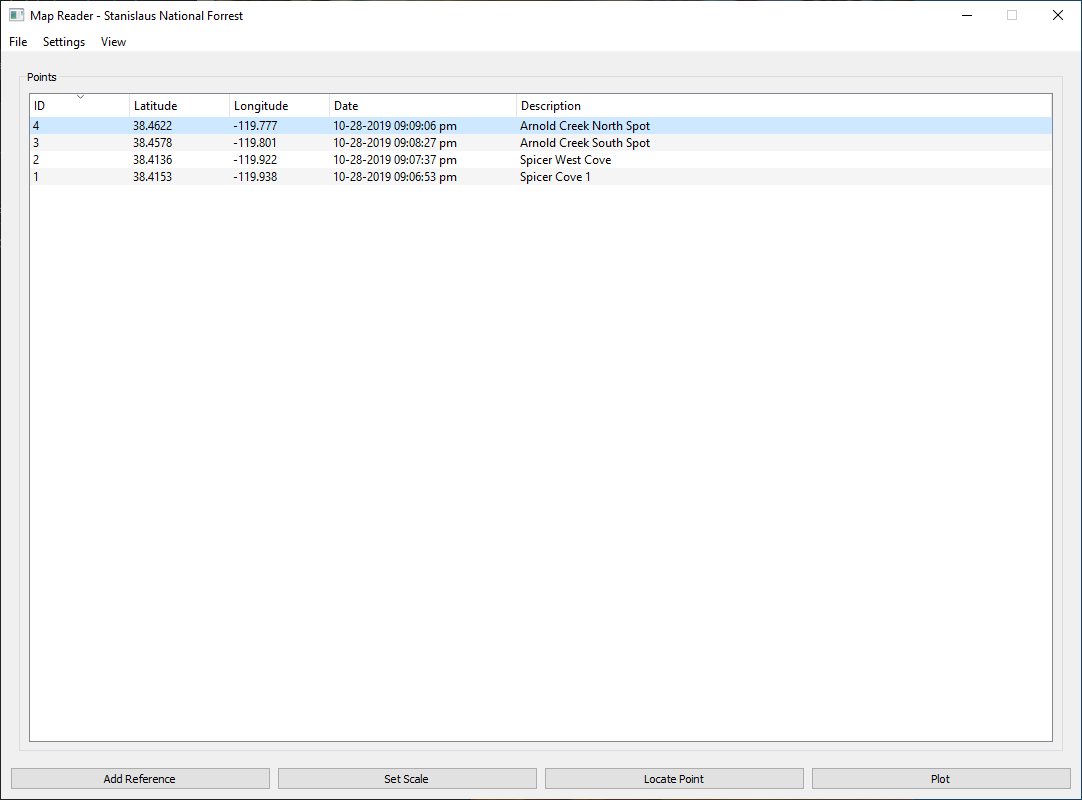 Map Reader - Stanislaus National Forrest
File Settings View
Points
ID Latitude Longitude Date Description
4 38.4622 -119.777 10-28-2019 09:09:06 pm Arnold Creek North Spot
3 38.4578 -119.801 10-28-2019 09:08:27 pm Arnold Creek South Spot
2 38.4136 -119.922 10-28-2019 09:07:37 pm Spicer West Cove
1 38.4153 -119.938 10-28-2019 09:06:53 pm Spicer Cove 1
Add Reference Set Scale Locate Point Plot